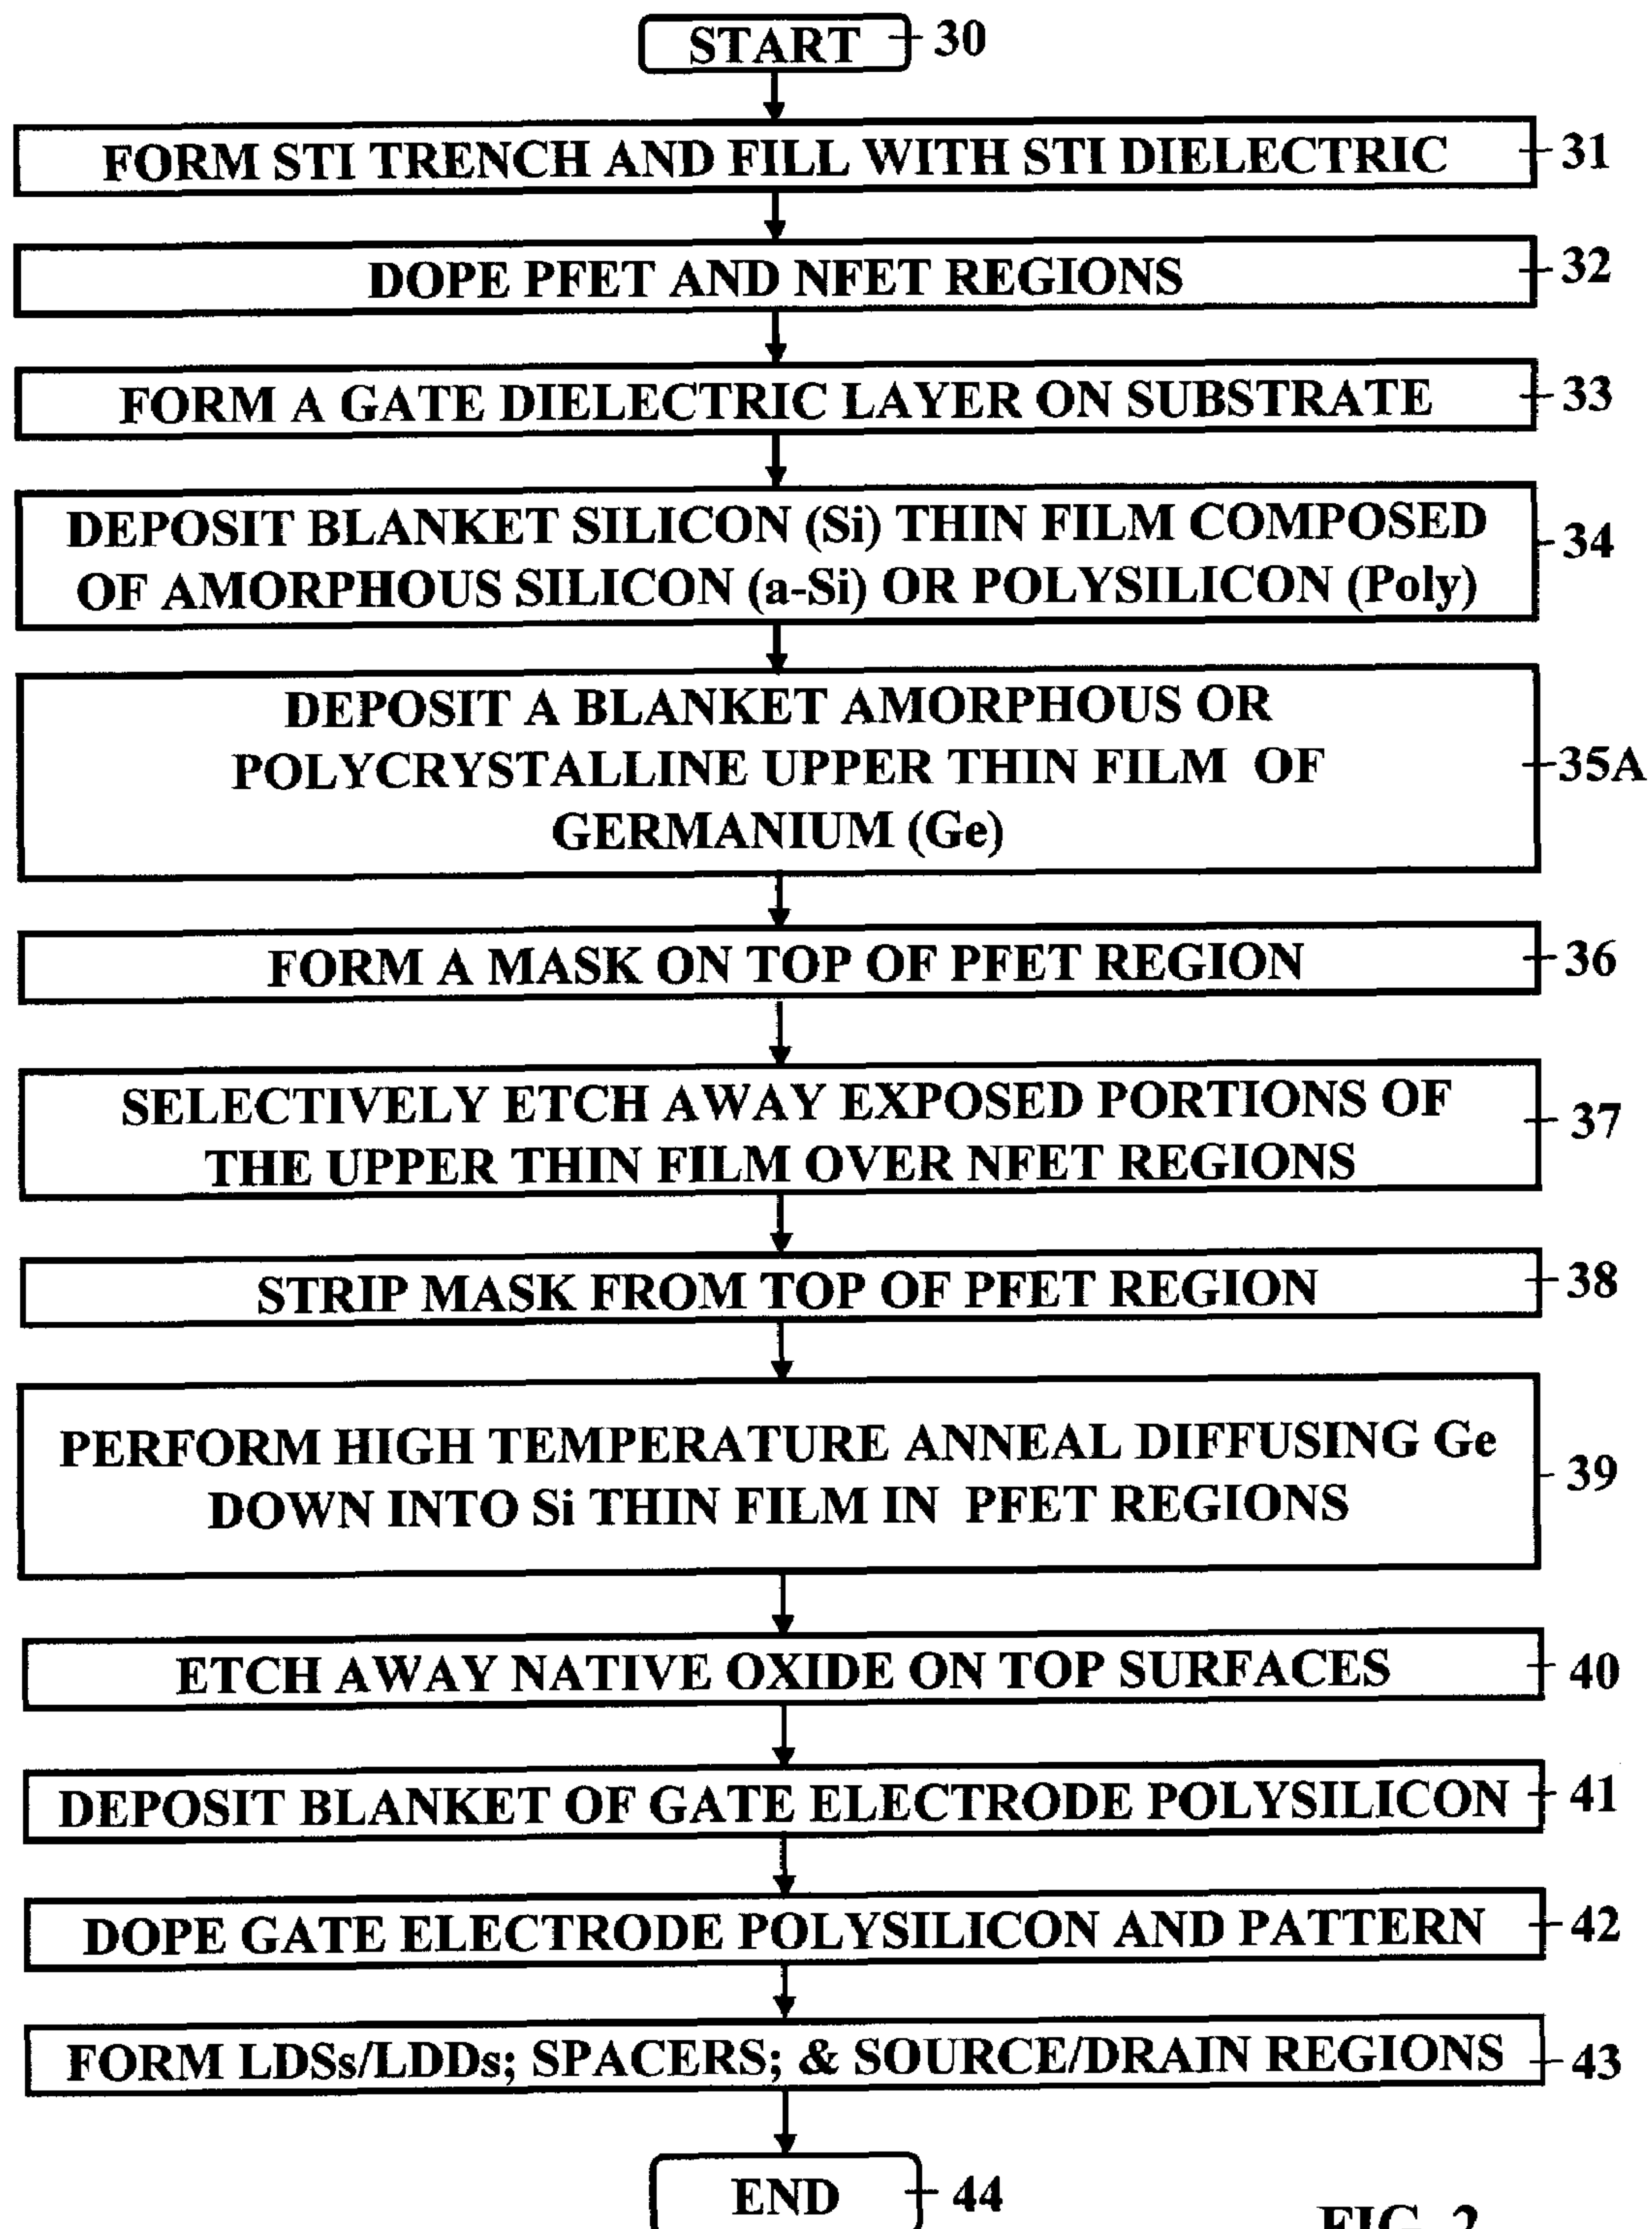 START 30
FORM STI TRENCH AND FILL WITH STI DIELECTRIC 31
DOPE PFET AND NFET REGIONS 32
FORM A GATE DIELECTRIC LAYER ON SUBSTRATE 33
DEPOSIT BLANKET SILICON (Si) THIN FILM COMPOSED
OF AMORPHOUS SILICON (a-Si) OR POLYSILICON (Poly)
34
DEPOSIT A BLANKET AMORPHOUS OR
POLYCRYSTALLINE UPPER THIN FILM OF
GERMANIUM (Ge)
35A
FORM A MASK ON TOP OF PFET REGION 36
SELECTIVELY ETCH AWAY EXPOSED PORTIONS OF
THE UPPER THIN FILM OVER NFET REGIONS
37
STRIP MASK FROM TOP OF PFET REGION 38
PERFORM HIGH TEMPERATURE ANNEAL DIFFUSING Ge
DOWN INTO Si THIN FILM IN PFET REGIONS
39
ETCH AWAY NATIVE OXIDE ON TOP SURFACES 40
DEPOSIT BLANKET OF GATE ELECTRODE POLYSILICON 41
DOPE GATE ELECTRODE POLYSILICON AND PATTERN 42
FORM LDSs/LDDs; SPACERS; & SOURCE/DRAIN REGIONS 43
END 44
FIG. 2